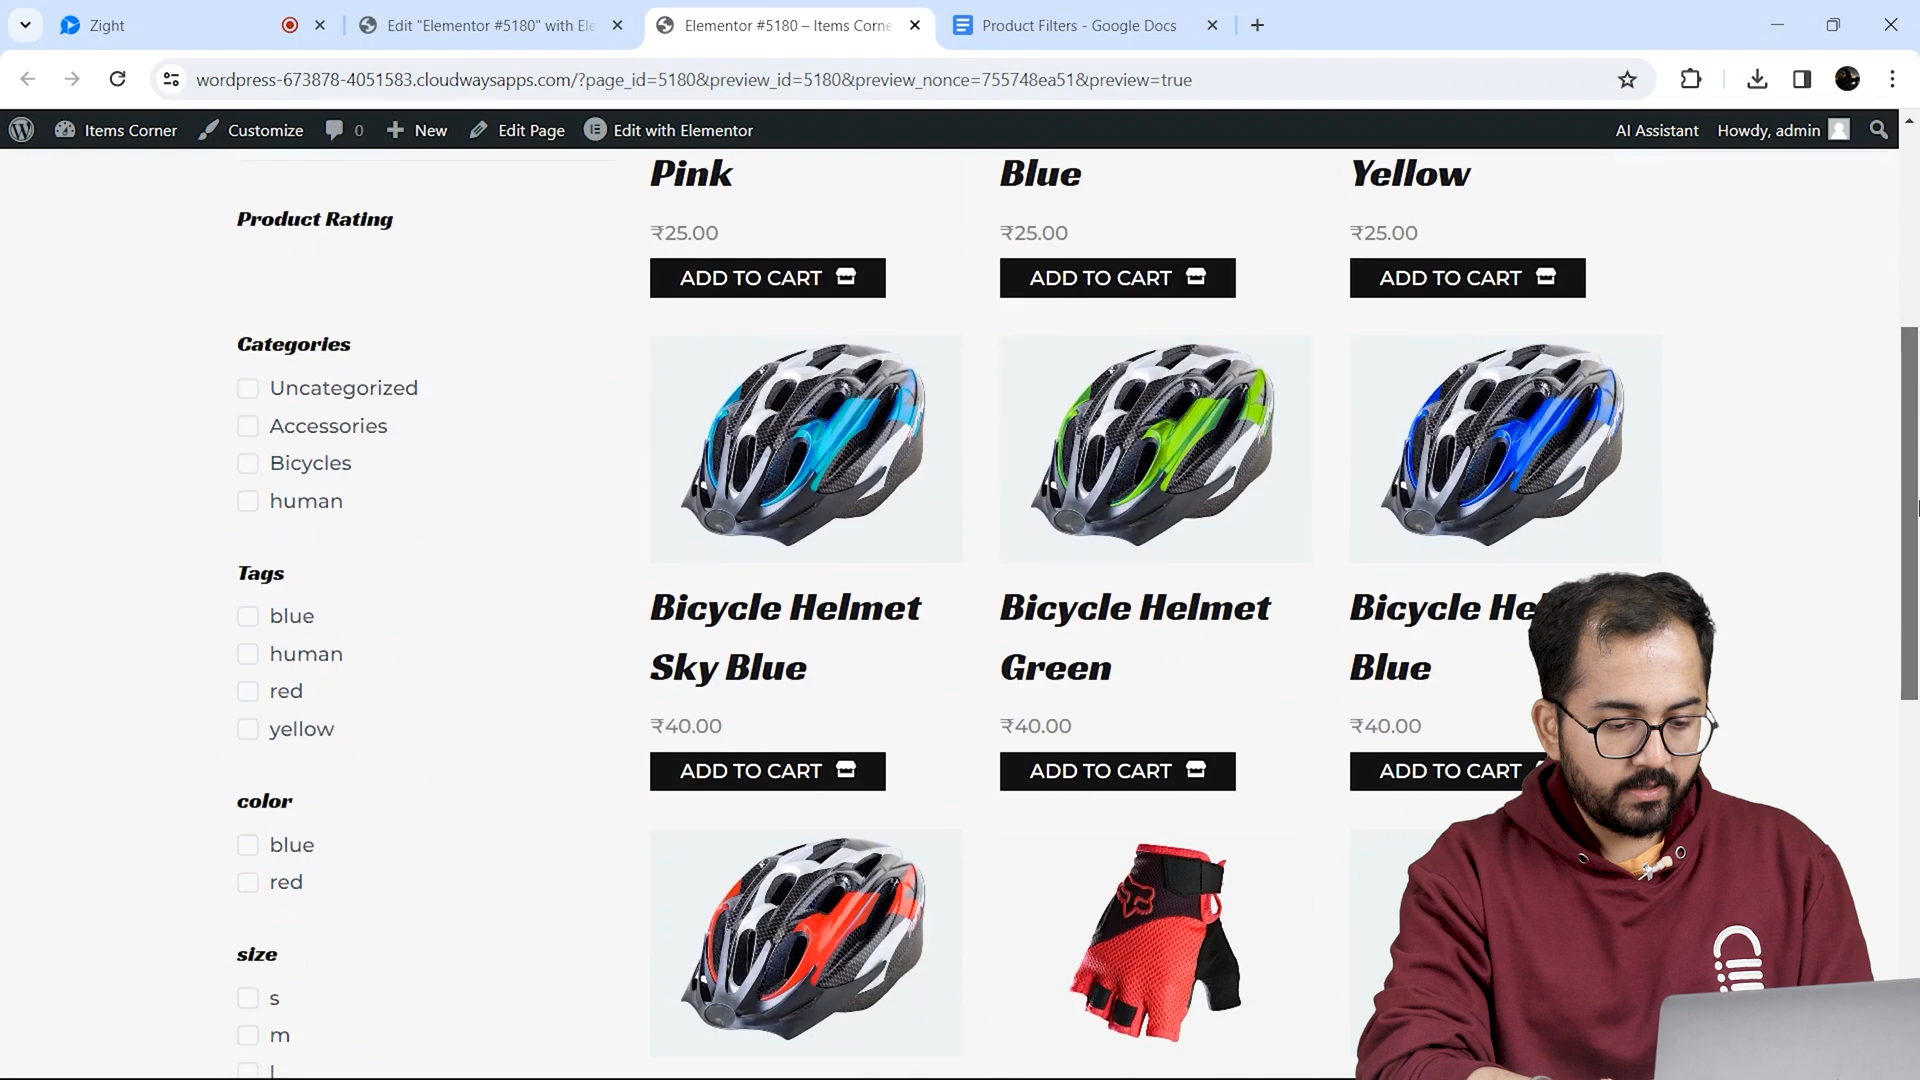 Zight
Edit "Elementor #5180" with Ele
Elementor #5180 – Items Corne
Product Filters - Google Docs
wordpress-673878-4051583.cloudwaysapps.com/?page_id=5180&preview_id=5180&preview_nonce=755748ea51&preview=true
Items Corner
Customize
0
New
Edit Page
Edit with Elementor
AI Assistant
Howdy, admin
Product Rating
Categories
Uncategorized
Accessories
Bicycles
human
Tags
blue
human
red
yellow
color
blue
red
size
s
m
l
Pink
₹25.00
ADD TO CART
Blue
₹25.00
ADD TO CART
Yellow
₹25.00
ADD TO CART
Bicycle Helmet
Sky Blue
₹40.00
ADD TO CART
Bicycle Helmet
Green
₹40.00
ADD TO CART
Bicycle He
Blue
₹40.00
ADD TO CART